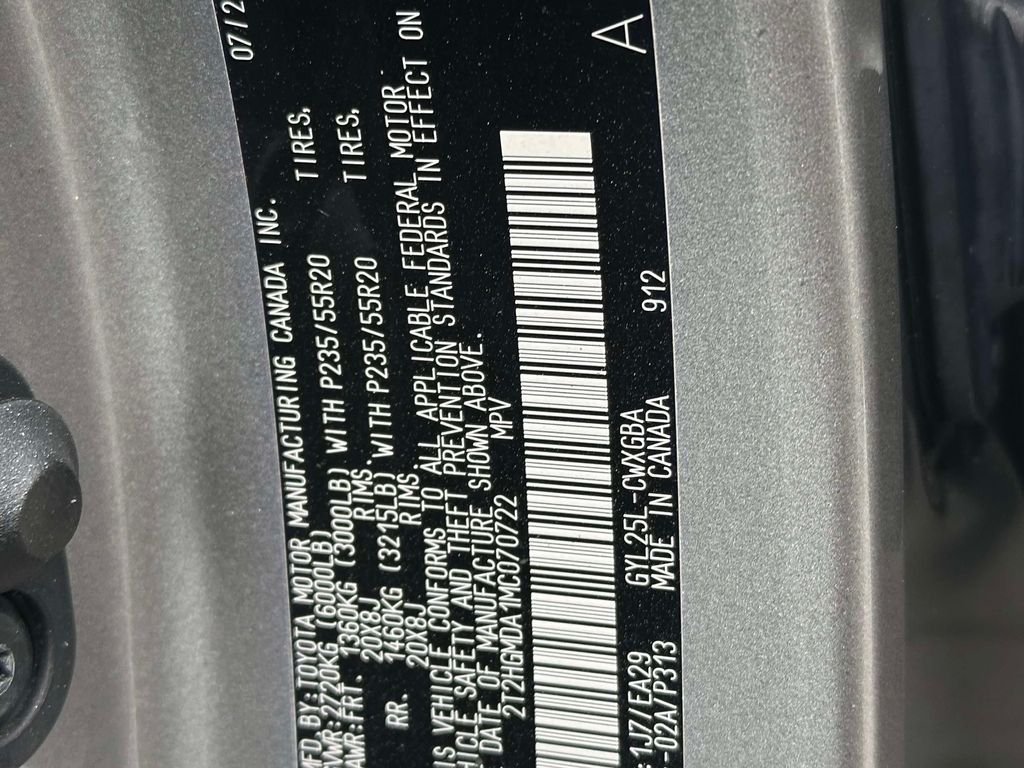 MFD. BY: TOYOTA MOTOR MANUFACTURING CANADA INC. 07/2
GVWR: 2720KG (6000LB)
GAWR: FRT. 1360KG (3000LB) WITH P235/55R20 TIRES,
20X8J RIMS.
RR. 1460KG (3215LB) WITH P235/55R20 TIRES,
20X8J RIMS.
IS VEHICLE CONFORMS TO ALL APPLICABLE FEDERAL MOTOR
HICLE SAFETY AND THEFT PREVENTION STANDARDS IN EFFECT ON
DATE OF MANUFACTURE SHOWN ABOVE.
2T2HGMDA1MC070722 MPV
A
1J7/EA29 GYL25L-CWXGBA
-02A/P313 MADE IN CANADA 912